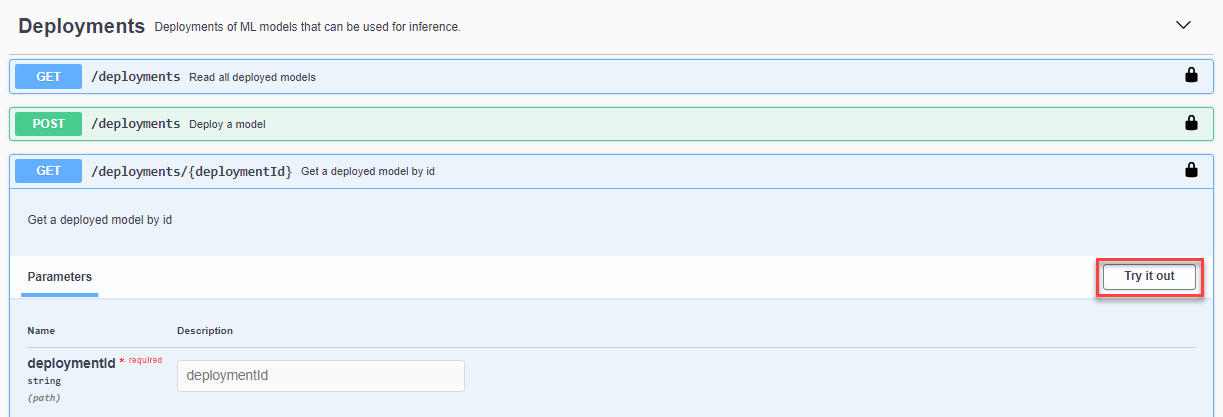 Deployments Deployments of ML models that can be used for inference.
GET /deployments Read all deployed models
POST /deployments Deploy a model
GET /deployments/{deploymentId} Get a deployed model by id
Get a deployed model by id
Parameters Try it out
Name Description
deploymentId * required deploymentId
string
(path)